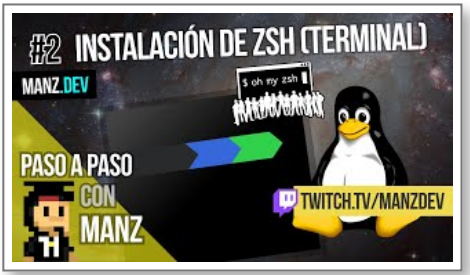 #2 INSTALACIÓN DE ZSH (TERMINAL)
MANZ.DEV
$ oh my zsh
PASO A PASO
CON
MANZ
TWITCH.TV/MANZDEV